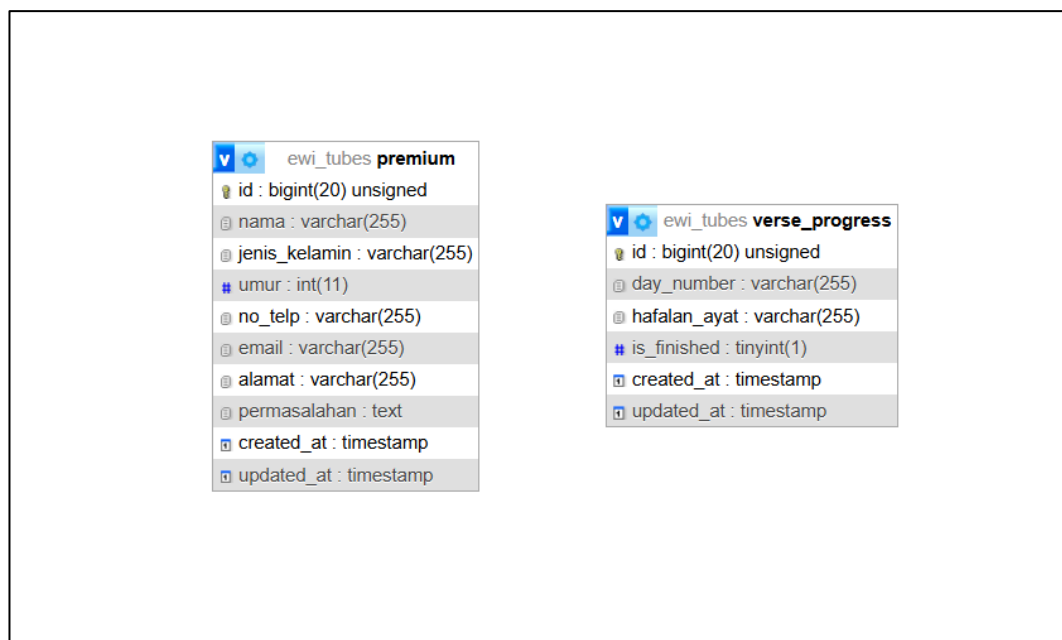 v ewi_tubes premium
id : bigint(20) unsigned
nama : varchar(255)
jenis_kelamin : varchar(255)
# umur : int(11)
no_telp : varchar(255)
email : varchar(255)
alamat : varchar(255)
permasalahan : text
created_at : timestamp
updated_at : timestamp
v ewi_tubes verse_progress
id : bigint(20) unsigned
day_number : varchar(255)
hafalan_ayat : varchar(255)
# is_finished : tinyint(1)
created_at : timestamp
updated_at : timestamp